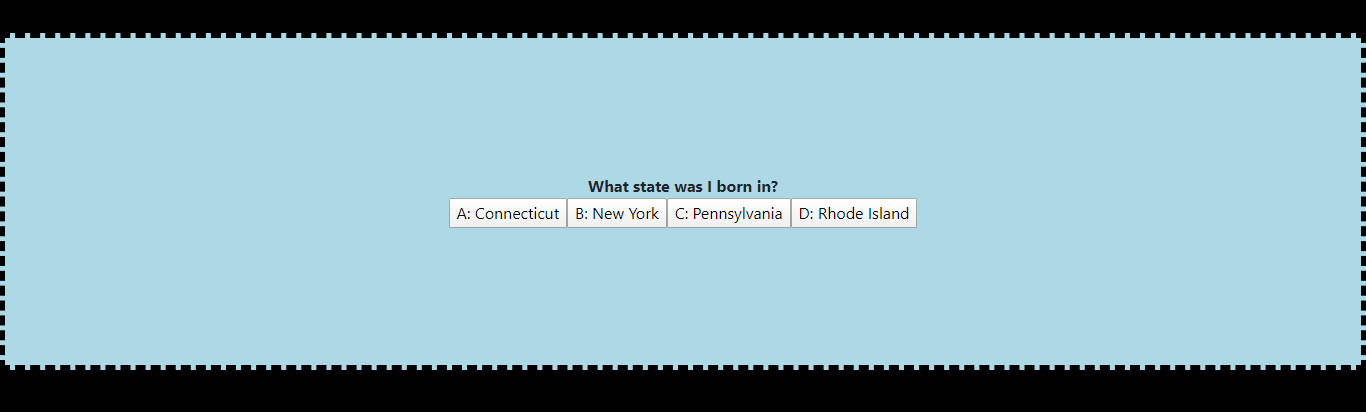 What state was I born in?
A: Connecticut B: New York C: Pennsylvania D: Rhode Island